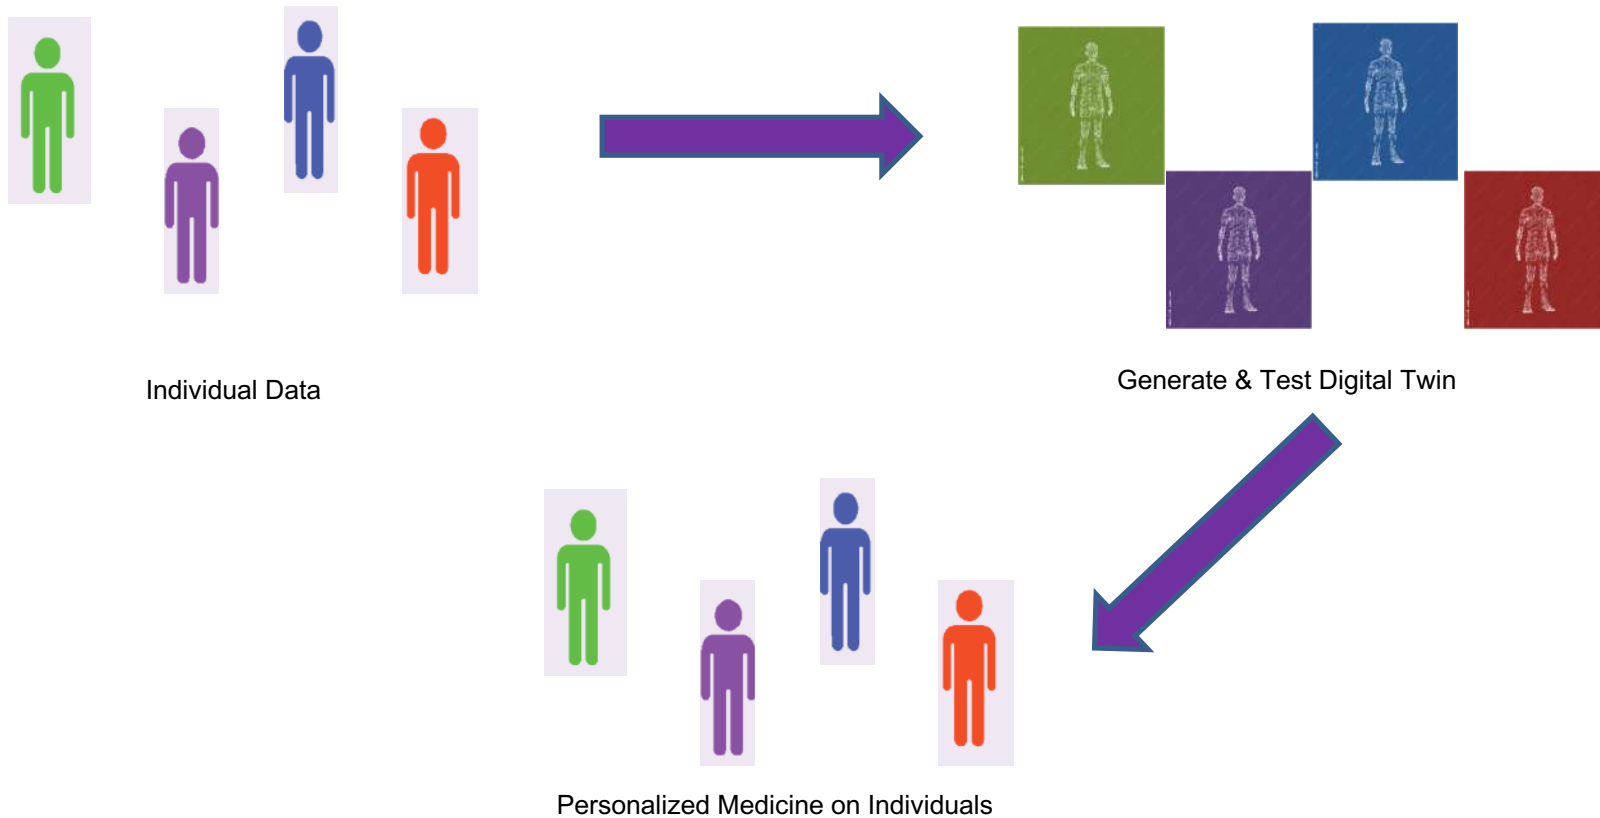 Individual Data
Generate & Test Digital Twin
Personalized Medicine on Individuals